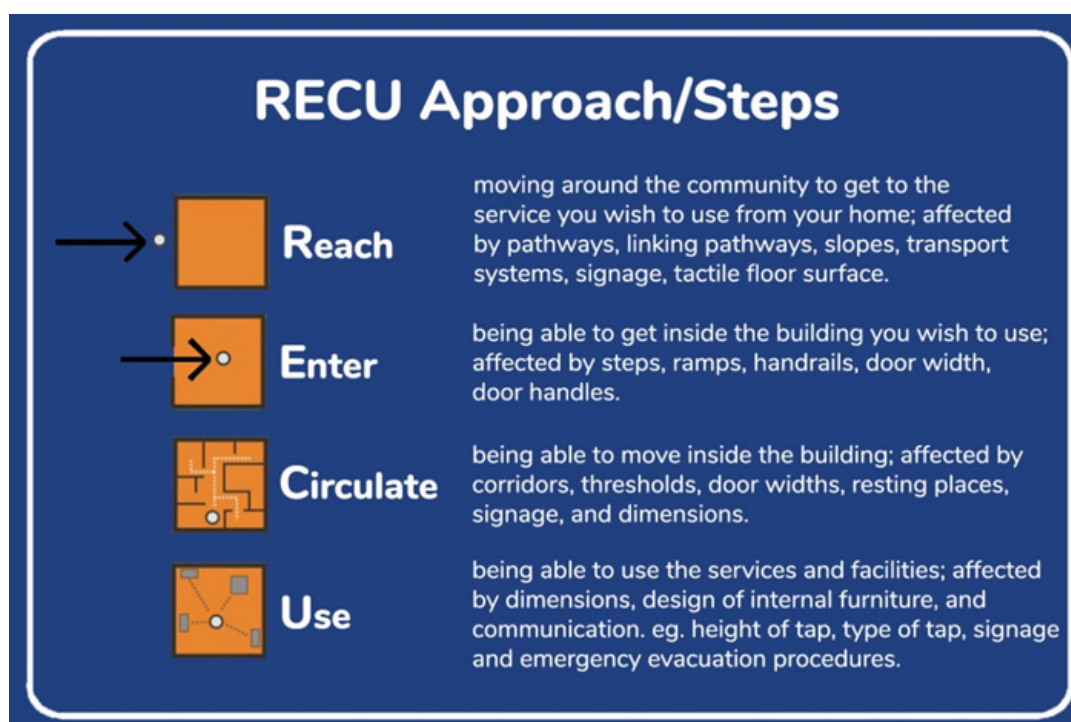 RECU Approach/Steps
Reach
moving around the community to get to the
service you wish to use from your home; affected
by pathways, linking pathways, slopes, transport
systems, signage, tactile floor surface.
Enter
being able to get inside the building you wish to use;
affected by steps, ramps, handrails, door width,
door handles.
Circulate
being able to move inside the building; affected by
corridors, thresholds, door widths, resting places,
signage, and dimensions.
Use
being able to use the services and facilities; affected
by dimensions, design of internal furniture, and
communication. eg. height of tap, type of tap, signage
and emergency evacuation procedures.